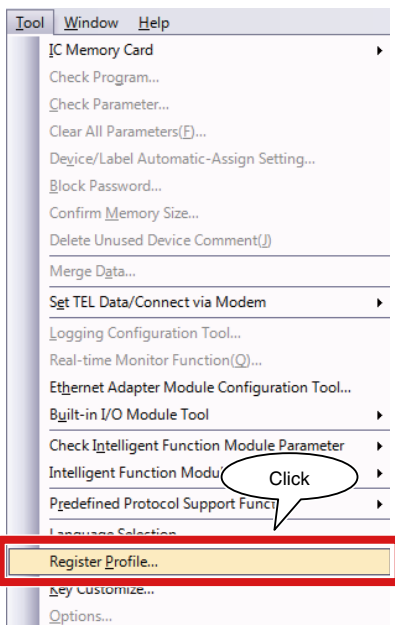 Tool Window Help
IC Memory Card
Check Program...
Check Parameter...
Clear All Parameters(F)...
Device/Label Automatic-Assign Setting...
Block Password...
Confirm Memory Size...
Delete Unused Device Comment(J)
Merge Data...
Set TEL Data/Connect via Modem
Logging Configuration Tool...
Real-time Monitor Function(Q)...
Ethernet Adapter Module Configuration Tool...
Built-in I/O Module Tool
Check Intelligent Function Module Parameter
Intelligent Function
Click
Predefined Protocol Support
Language Selection
Register Profile...
Key Customize...
Options...